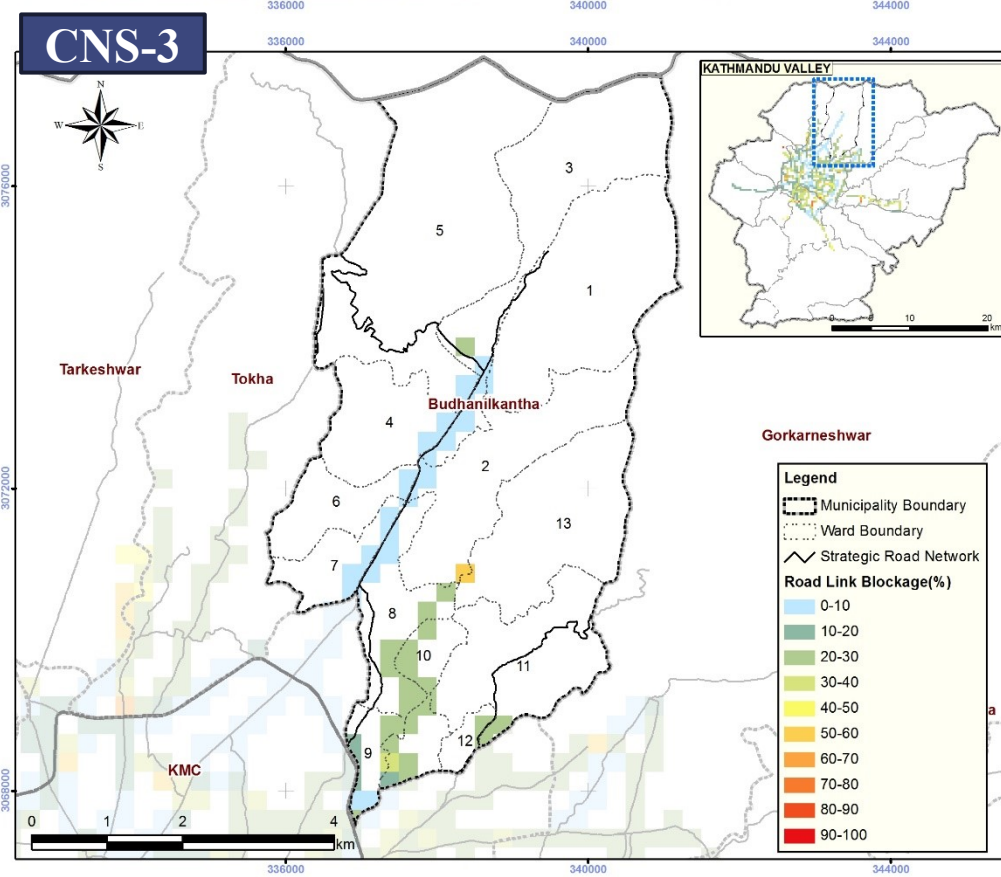 336000
340000
344000
CNS-3
336000
340000
344000
N
W
E
S
KATHMANDU VALLEY
0
5
10
20
km
3076000
3
5
1
Tarkeshwar
Tokha
Budhanilkantha
4
Gorkarneshwar
2
3072000
6
13
7
8
10
11
9
12
KMC
a
3068000
Legend
Municipality Boundary
Ward Boundary
Strategic Road Network
Road Link Blockage(%)
0-10
10-20
20-30
30-40
40-50
50-60
60-70
70-80
80-90
90-100
0
1
2
4
km
336000
340000
344000